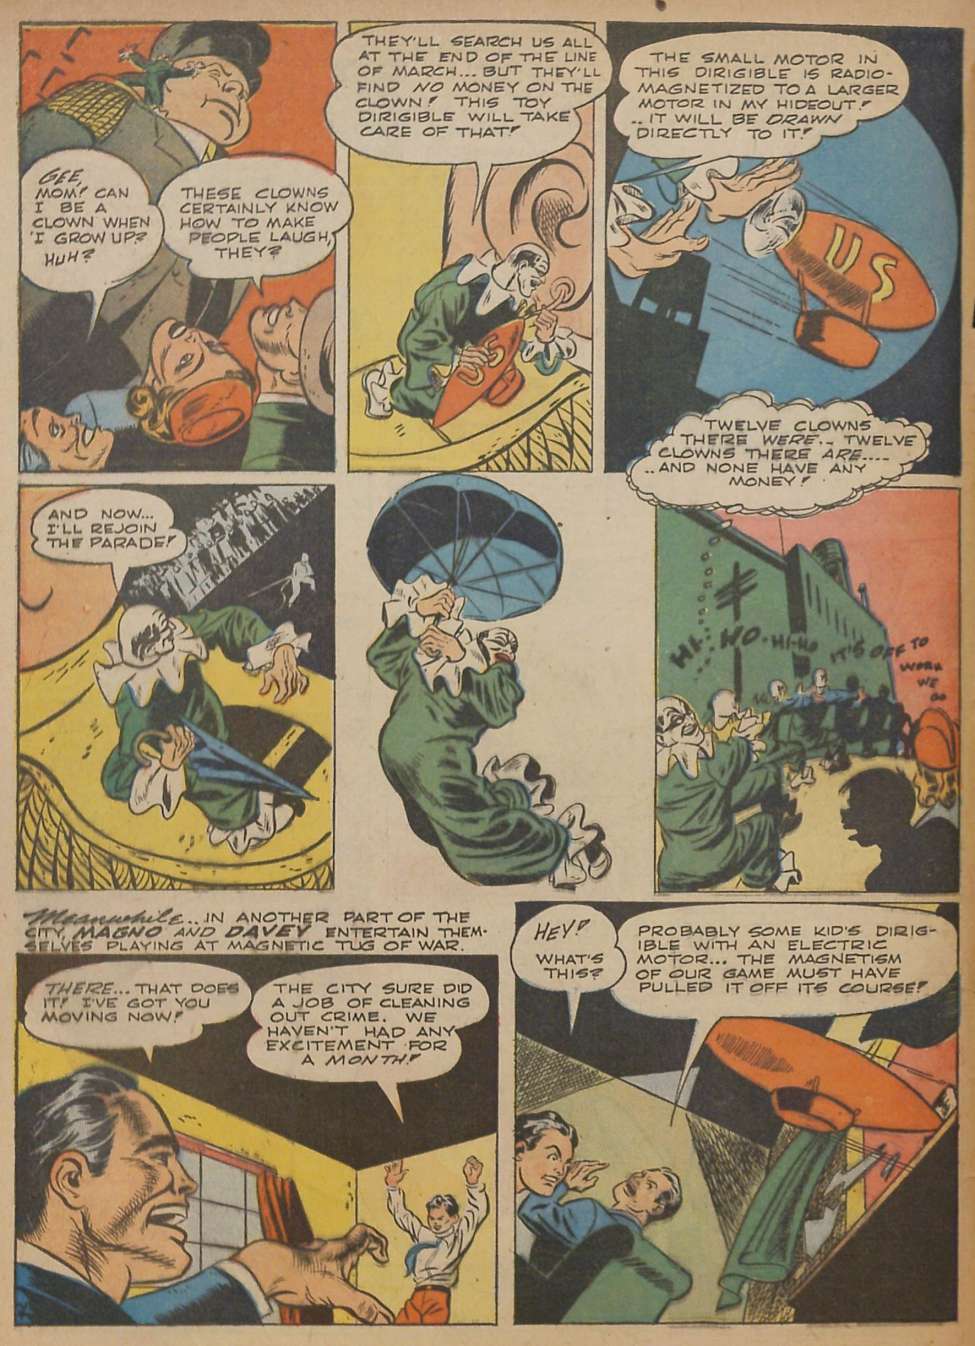 GEE,
MOM! CAN
I BE A
CLOWN WHEN
I GROW UP?
HUH?
THESE CLOWNS
CERTAINLY KNOW
HOW TO MAKE
PEOPLE LAUGH,
THEY?
THEY'LL SEARCH US ALL
AT THE END OF THE LINE
OF MARCH... BUT THEY'LL
FIND NO MONEY ON THE
CLOWN! THIS TOY
DIRIGIBLE WILL TAKE
CARE OF THAT!
US
THE SMALL MOTOR IN
THIS DIRIGIBLE IS RADIO-
MAGNETIZED TO A LARGER
MOTOR IN MY HIDEOUT!
.. IT WILL BE DRAWN
DIRECTLY TO IT!
US
AND NOW...
I'LL REJOIN
THE PARADE!
TWELVE CLOWNS
THERE WERE.. TWELVE
CLOWNS THERE ARE....
.. AND NONE HAVE ANY
MONEY!
HI-HO-HI-HO IT'S OFF TO
WORK
WE
GO
Meanwhile.. IN ANOTHER PART OF THE
CITY, MAGNO AND DAVEY ENTERTAIN THEM-
SELVES PLAYING AT MAGNETIC TUG OF WAR.
THERE... THAT DOES
IT! I'VE GOT YOU
MOVING NOW!
THE CITY SURE DID
A JOB OF CLEANING
OUT CRIME. WE
HAVEN'T HAD ANY
EXCITEMENT FOR
A MONTH!
HEY!
WHAT'S
THIS?
PROBABLY SOME KID'S DIRIG-
IBLE WITH AN ELECTRIC
MOTOR... THE MAGNETISM
OF OUR GAME MUST HAVE
PULLED IT OFF ITS COURSE!